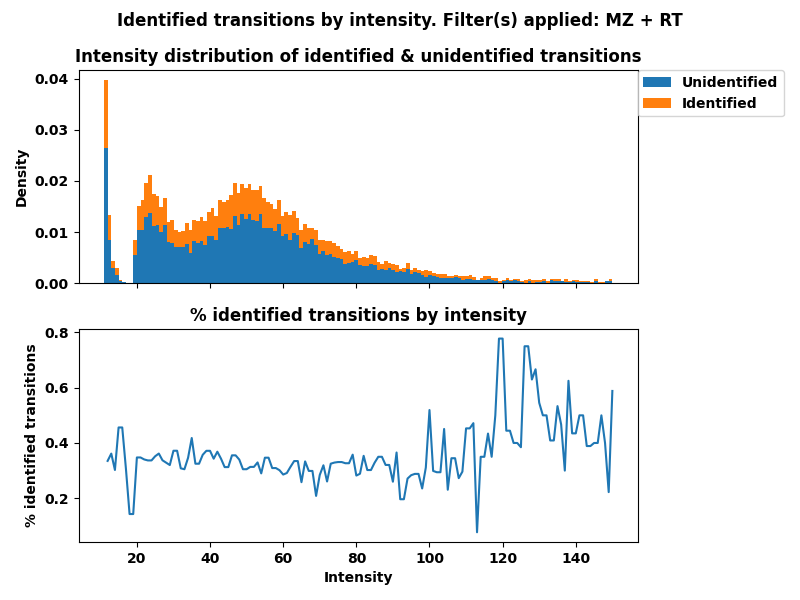 Identified transitions by intensity. Filter(s) applied: MZ + RT
Intensity distribution of identified & unidentified transitions
Unidentified
Identified
0.04
0.03
0.02
0.01
0.00
Density
% identified transitions by intensity
0.8
0.6
0.4
0.2
% identified transitions
20 40 60 80 100 120 140
Intensity